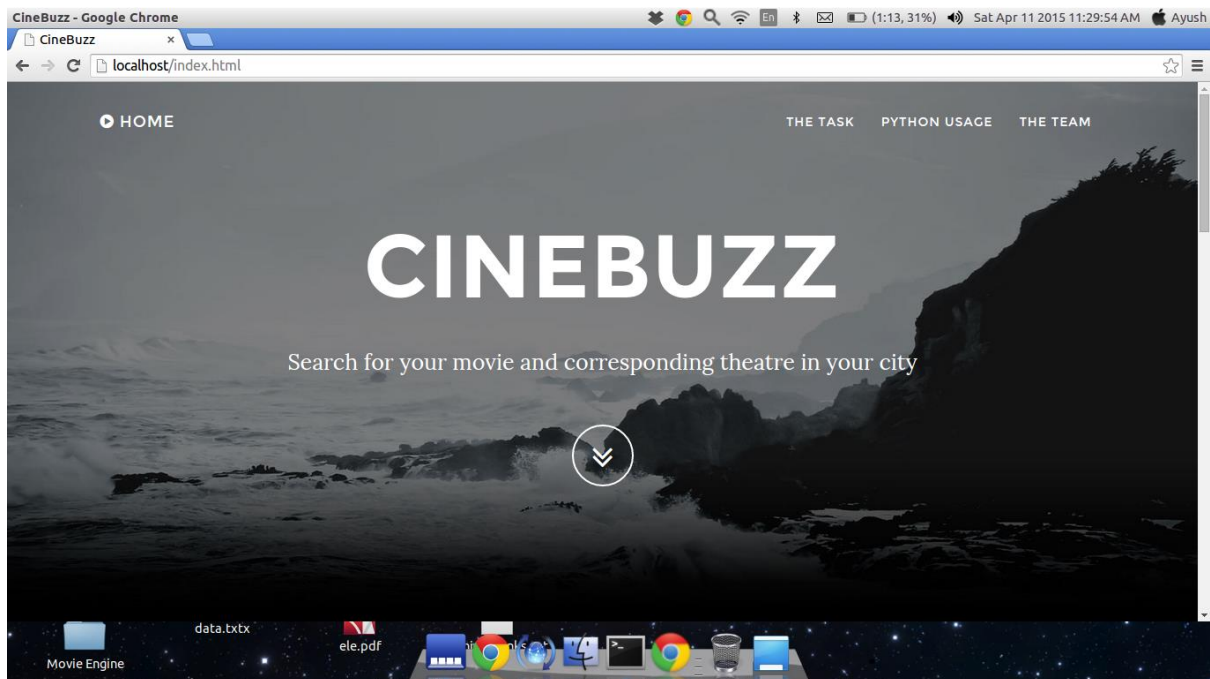 CineBuzz - Google Chrome
En
(1:13, 31%)
Sat Apr 11 2015 11:29:54 AM
Ayush
CineBuzz
localhost/index.html
HOME
THE TASK
PYTHON USAGE
THE TEAM
CINEBUZZ
Search for your movie and corresponding theatre in your city
data.txtx
ele.pdf
Movie Engine